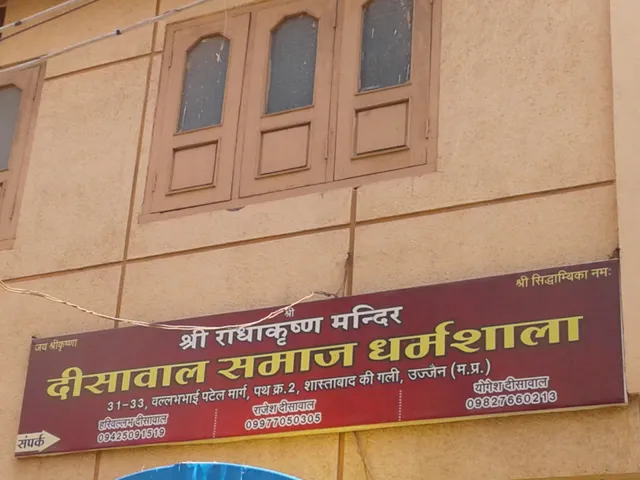 श्री सिद्धाम्बिका नमः
जय श्रीकृष्णा
श्री
श्री राधाकृष्ण मन्दिर
दीसावाल समाज धर्मशाला
31-33, वल्लभभाई पटेल मार्ग, पथ क्र.2, शास्ताबाद की गली, उज्जैन (म.प्र.)
संपर्क
हरिवल्लभ दीसावाल
09425091519
राजेश दीसावाल
09977050305
योगेश दीसावाल
09827660213